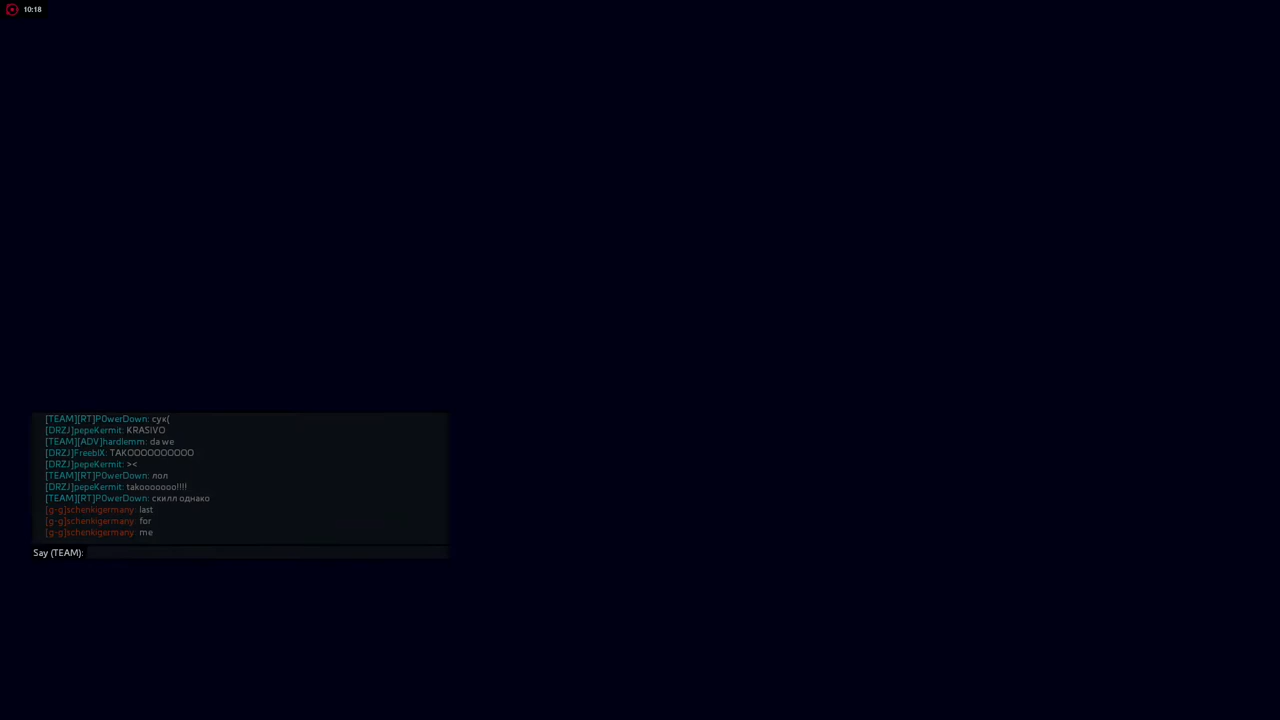 10:18
[TEAM][RT]P0werDown: сук(
[DRZJ]pepeKermit: KRASIVO
[TEAM][ADV]hardlemm: da we
[DRZJ]FreeblX: TAKOOOOOOOOOO
[DRZJ]pepeKermit: ><
[TEAM][RT]P0werDown: лол
[DRZJ]pepeKermit: takooooooo!!!!
[TEAM][RT]P0werDown: скилл однако
[g-g]schenkigermany: last
[g-g]schenkigermany: for
[g-g]schenkigermany: me
Say (TEAM):